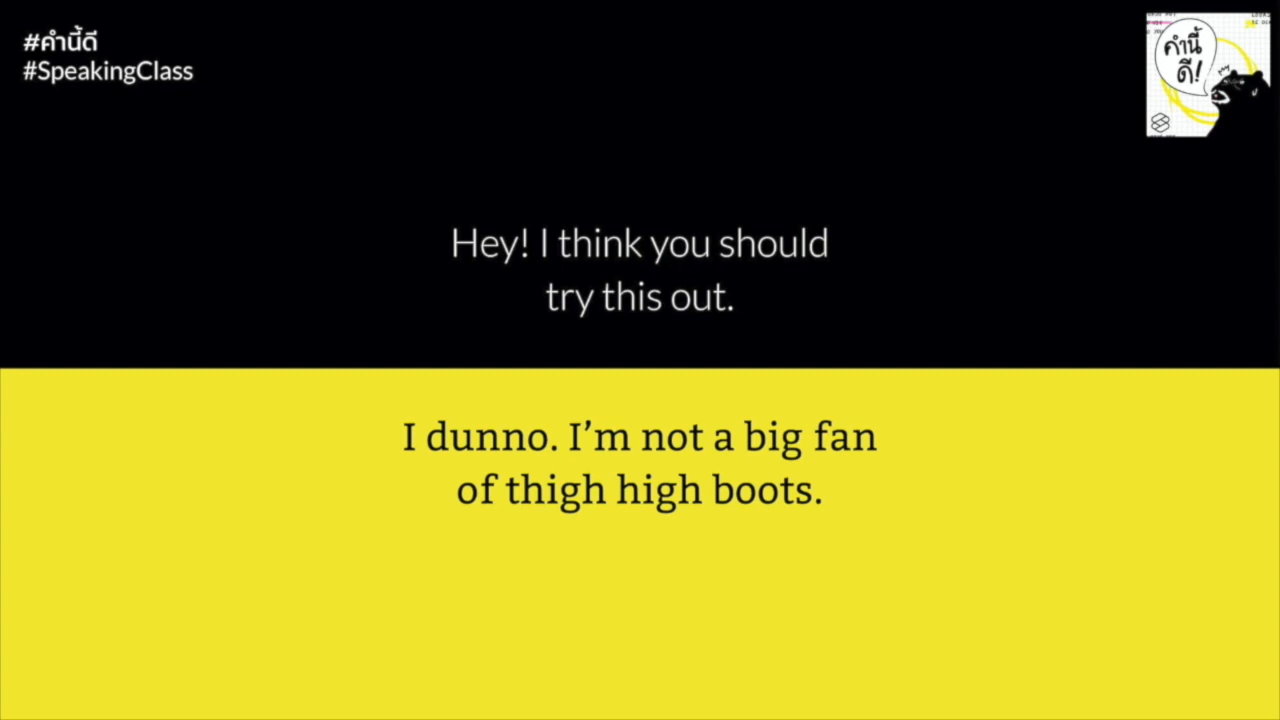 #คำนี้ดี
#SpeakingClass
คำนี้
ดี!
Hey! I think you should
try this out.
I dunno. I'm not a big fan
of thigh high boots.